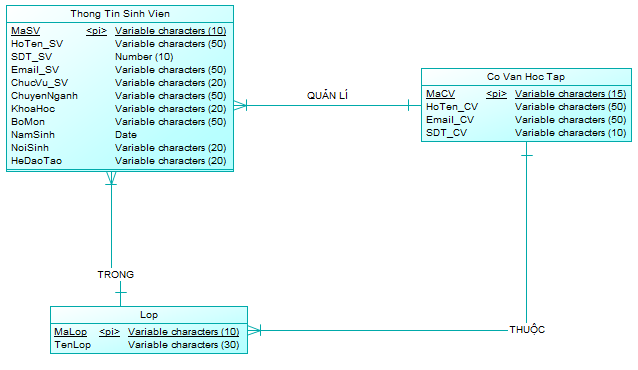 Thong Tin Sinh Vien
MaSV <pi> Variable characters (10)
HoTen_SV Variable characters (50)
SDT_SV Number (10)
Email_SV Variable characters (50)
ChucVu_SV Variable characters (20)
ChuyenNganh Variable characters (50)
KhoaHoc Variable characters (20)
BoMon Variable characters (50)
NamSinh Date
NoiSinh Variable characters (20)
HeDaoTao Variable characters (20)
QUẢN LÍ
Co Van Hoc Tap
MaCV <pi> Variable characters (15)
HoTen_CV Variable characters (50)
Email_CV Variable characters (50)
SDT_CV Variable characters (10)
TRONG
Lop
MaLop <pi> Variable characters (10)
TenLop Variable characters (30)
THUỘC